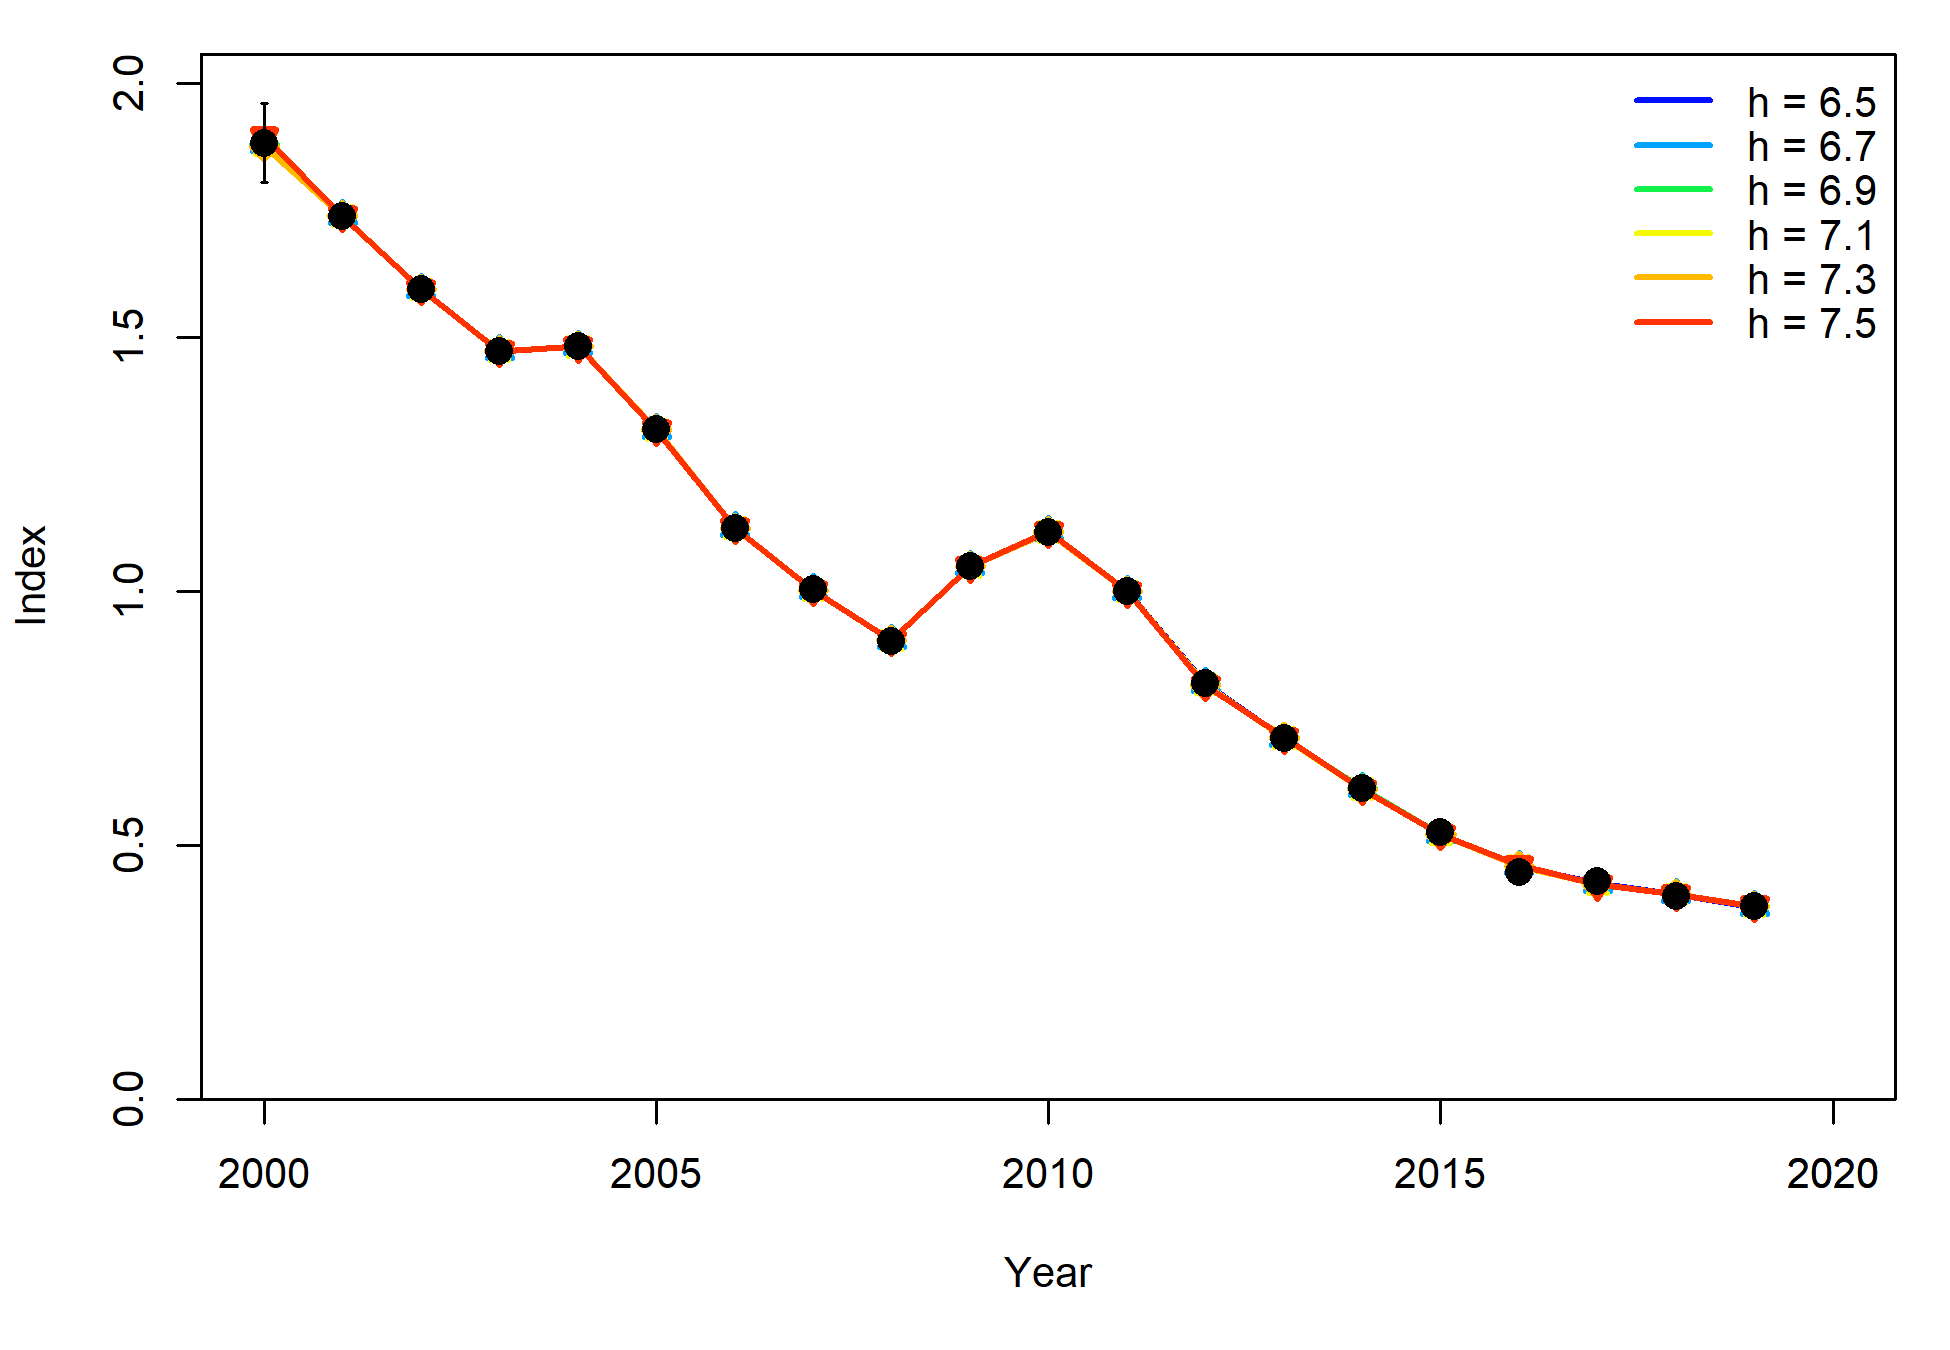 h = 6.5
h = 6.7
h = 6.9
h = 7.1
h = 7.3
h = 7.5
2.0
1.5
1.0
0.5
0.0
Index
2000 2005 2010 2015 2020
Year